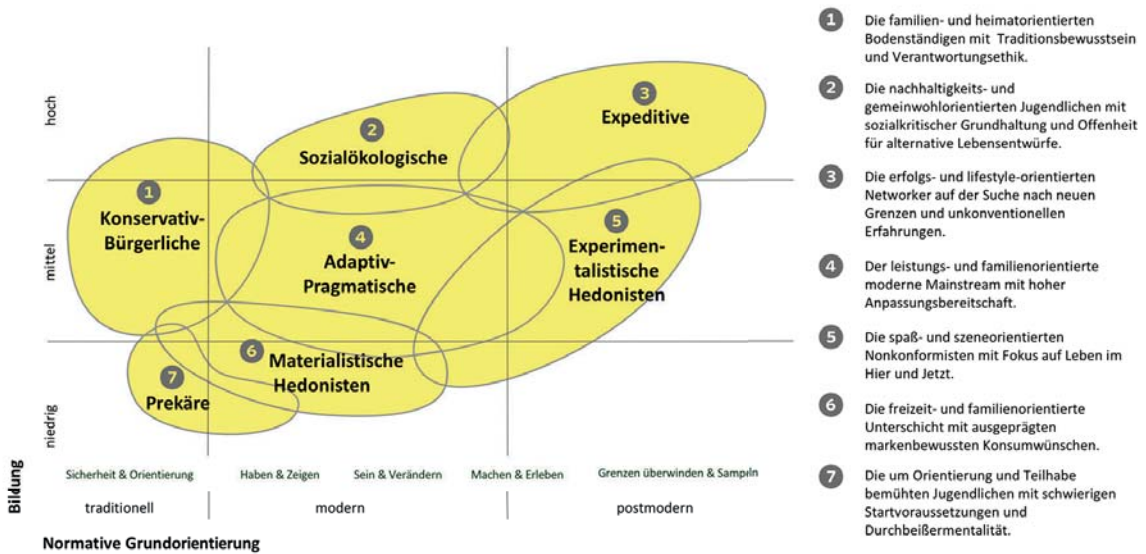 hoch
mittel
niedrig
Bildung
3
Expeditive
2
Sozialökologische
1
Konservativ-
Bürgerliche
5
Experimen-
talistische
Hedonisten
4
Adaptiv-
Pragmatische
6
Materialistische
Hedonisten
7
Prekäre
Sicherheit & Orientierung
Haben & Zeigen
Sein & Verändern
Machen & Erleben
Grenzen überwinden & Sampln
traditionell
modern
postmodern
Normative Grundorientierung
1
Die familien- und heimatorientierten
Bodenständigen mit Traditionsbewusstsein
und Verantwortungsethik.
2
Die nachhaltigkeits- und
gemeinwohlorientierten Jugendlichen mit
sozialkritischer Grundhaltung und Offenheit
für alternative Lebensentwürfe.
3
Die erfolgs- und lifestyle-orientierten
Networker auf der Suche nach neuen
Grenzen und unkonventionellen
Erfahrungen.
4
Der leistungs- und familienorientierte
moderne Mainstream mit hoher
Anpassungsbereitschaft.
5
Die spaß- und szeneorientierten
Nonkonformisten mit Fokus auf Leben im
Hier und Jetzt.
6
Die freizeit- und familienorientierte
Unterschicht mit ausgeprägten
markenbewussten Konsumwünschen.
7
Die um Orientierung und Teilhabe
bemühten Jugendlichen mit schwierigen
Startvoraussetzungen und
Durchbeißermentalität.